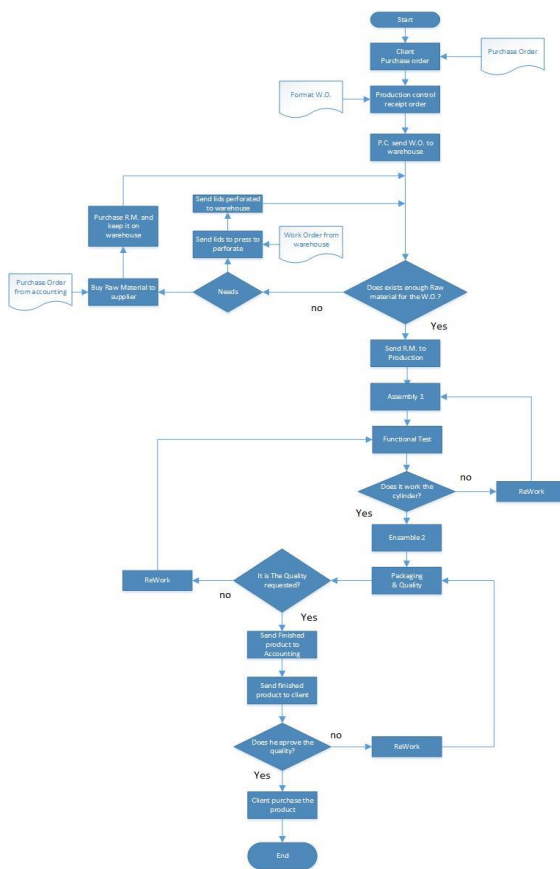 Start
Client
Purchase order
Purchase Order
Format W.O.
Production control
receipt order
P.C. send W.O. to
warehouse
Purchase R.M. and
keep it on
warehouse
Send lids perforated
to warehouse
Send lids to press to
perforate
Work Order from
warehouse
Purchase Order
from accounting
Buy Raw Material to
supplier
Needs
no
Does exists enough Raw
material for the W.O.?
Yes
Send R.M. to
Production
Assembly 1
Functional Test
Does it work the
cylinder?
no
ReWork
Yes
Ensamble 2
ReWork
no
It is The Quality
requested?
Packaging
& Quality
Yes
Send Finished
product to
Accounting
Send finished
product to client
Does he aprove the
quality?
no
ReWork
Yes
Client purchase the
product
End